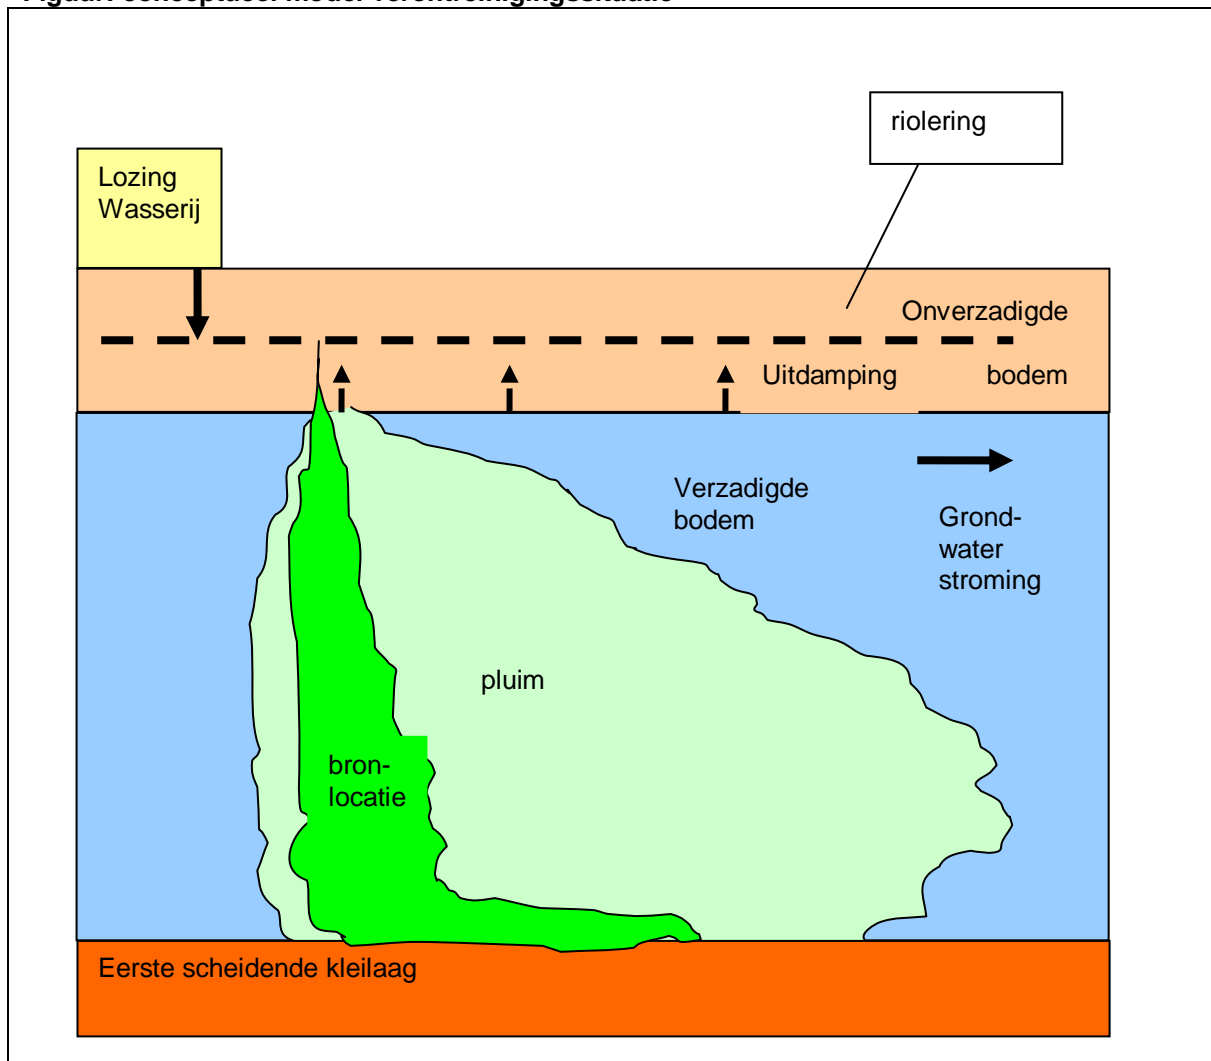 riolering
Lozing
Wasserij
Onverzadigde
Uitdamping bodem
Verzadigde
bodem
Grond-
water
stroming
pluim
bron-
locatie
Eerste scheidende kleilaag